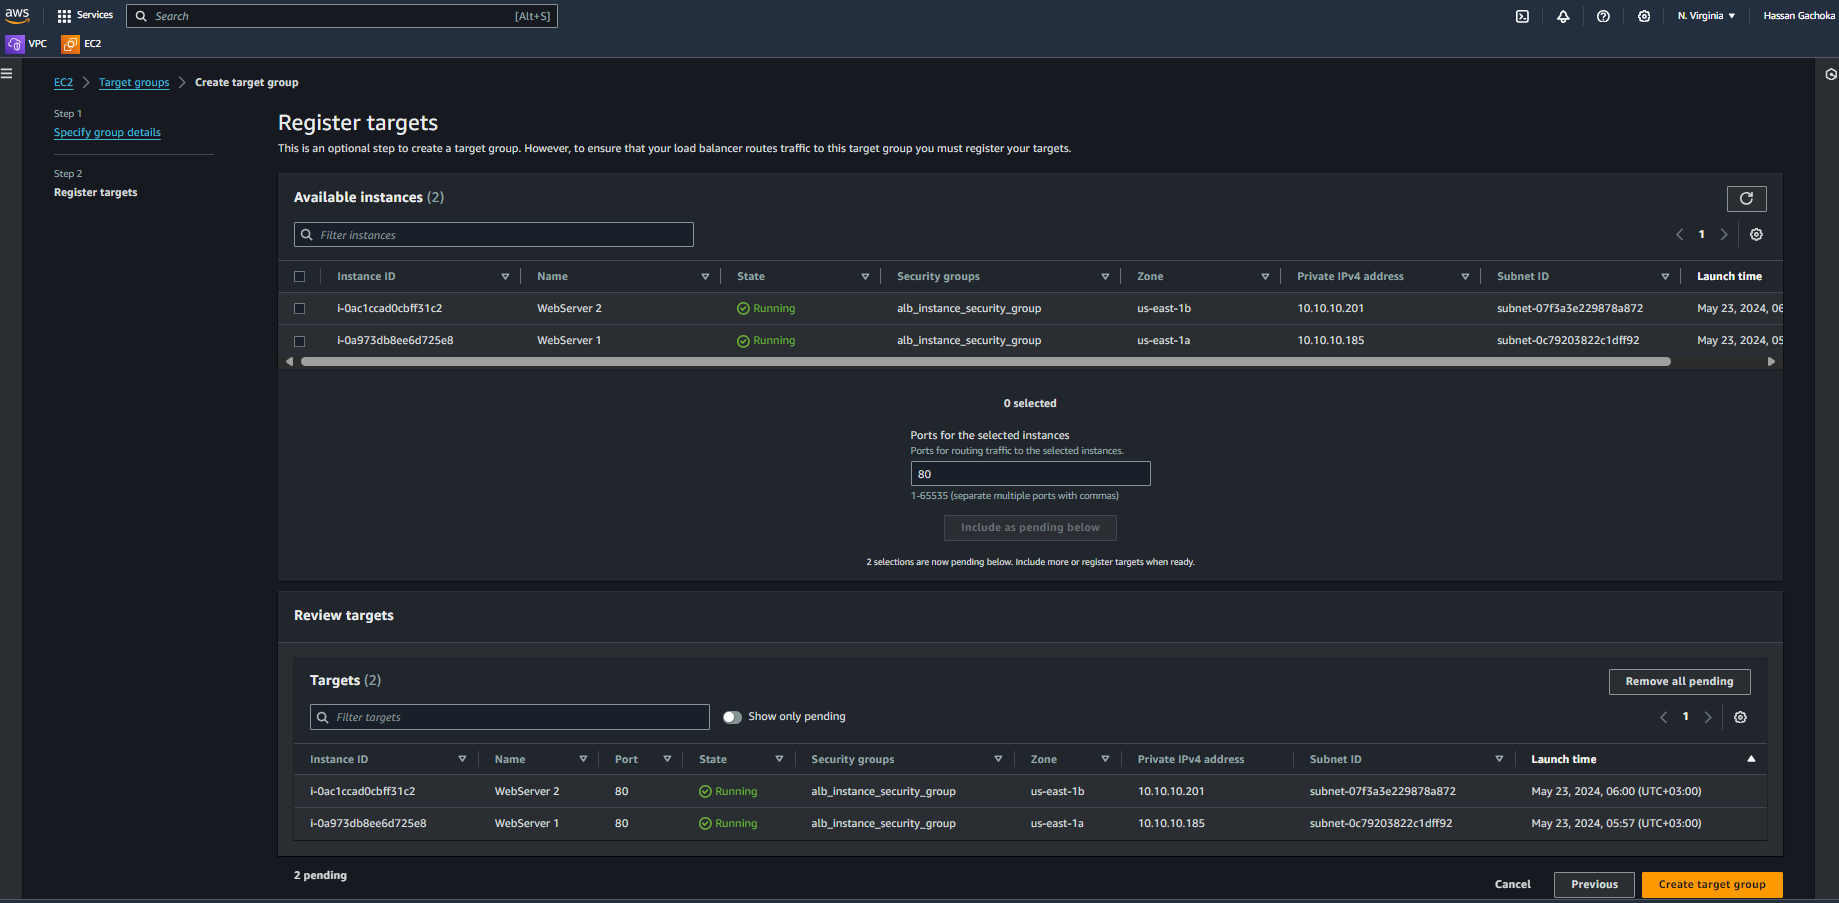 aws Services Search [Alt+S] N. Virginia Hassan Gachoka
VPC EC2
EC2 Target groups Create target group
Step 1
Specify group details
Step 2
Register targets
Register targets
This is an optional step to create a target group. However, to ensure that your load balancer routes traffic to this target group you must register your targets.
Available instances (2)
Filter instances
1
Instance ID Name State Security groups Zone Private IPv4 address Subnet ID Launch time
i-0ac1ccad0cbff31c2 WebServer 2 Running alb_instance_security_group us-east-1b 10.10.10.201 subnet-07f3a3e229878a872 May 23, 2024, 06
i-0a973db8ee6d725e8 WebServer 1 Running alb_instance_security_group us-east-1a 10.10.10.185 subnet-0c79203822c1dff92 May 23, 2024, 05
0 selected
Ports for the selected instances
Ports for routing traffic to the selected instances.
80
1-65535 (separate multiple ports with commas)
Include as pending below
2 selections are now pending below. Include more or register targets when ready.
Review targets
Targets (2)
Remove all pending
Filter targets Show only pending
1
Instance ID Name Port State Security groups Zone Private IPv4 address Subnet ID Launch time
i-0ac1ccad0cbff31c2 WebServer 2 80 Running alb_instance_security_group us-east-1b 10.10.10.201 subnet-07f3a3e229878a872 May 23, 2024, 06:00 (UTC+03:00)
i-0a973db8ee6d725e8 WebServer 1 80 Running alb_instance_security_group us-east-1a 10.10.10.185 subnet-0c79203822c1dff92 May 23, 2024, 05:57 (UTC+03:00)
2 pending
Cancel Previous Create target group